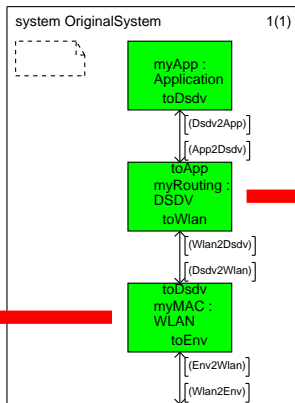 system OriginalSystem 1(1)
myApp :
Application
toDsdv
(Dsdv2App)
(App2Dsdv)
toApp
myRouting :
DSDV
toWlan
(Wlan2Dsdv)
(Dsdv2Wlan)
toDsdv
myMAC :
WLAN
toEnv
(Env2Wlan)
(Wlan2Env)